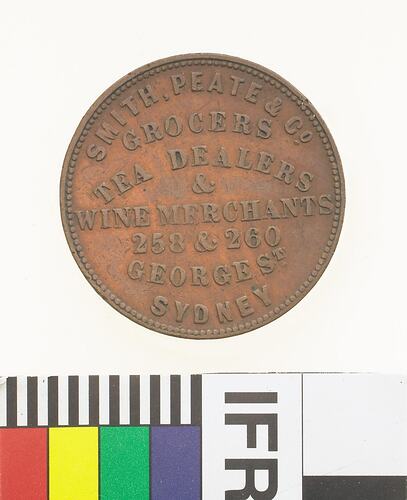 SMITH, PEATE & CO
GROCERS
TEA DEALERS
&
WINE MERCHANTS
258 & 260
GEORGE ST
SYDNEY
IFR